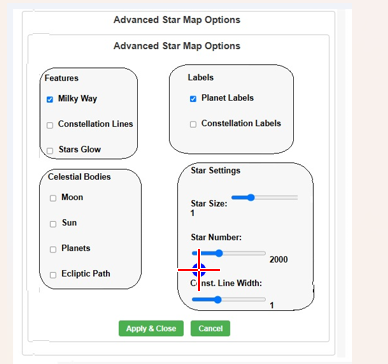 Advanced Star Map Options
Advanced Star Map Options
Features
Milky Way
Constellation Lines
Stars Glow
Labels
Planet Labels
Constellation Labels
Celestial Bodies
Moon
Sun
Planets
Ecliptic Path
Star Settings
Star Size:
1
Star Number:
2000
Const. Line Width:
1
Apply & Close
Cancel